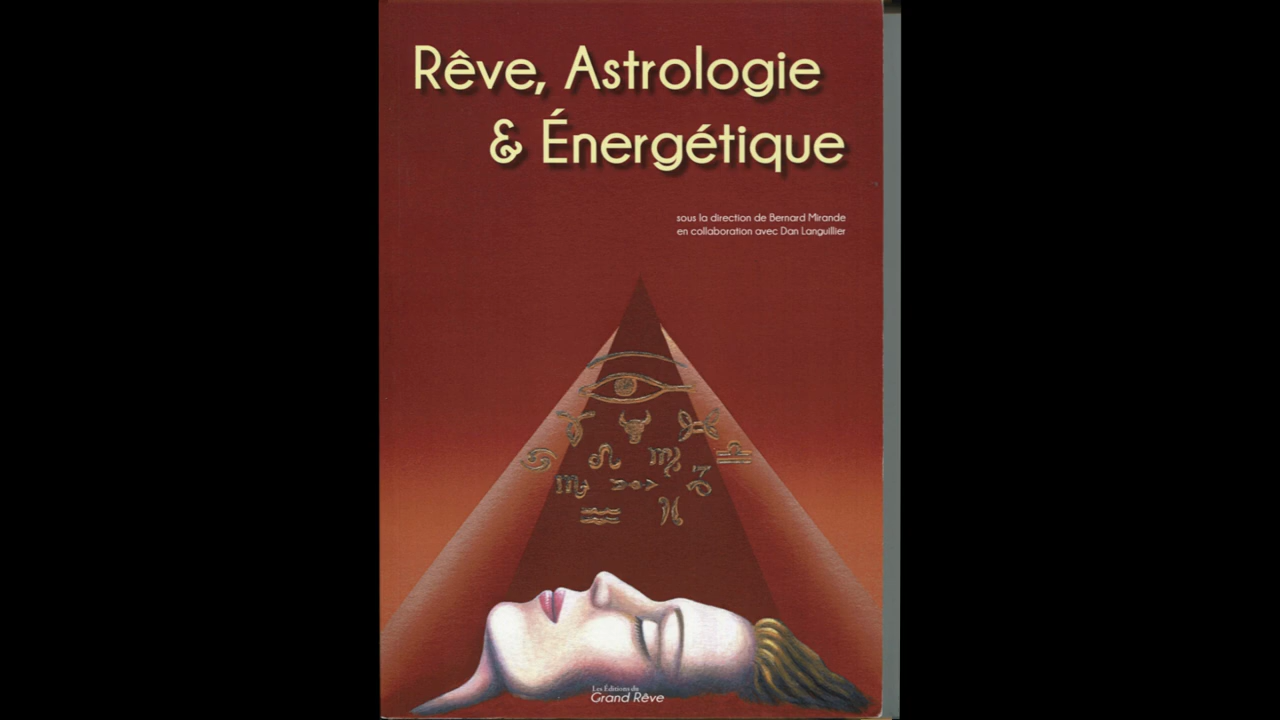 Rêve, Astrologie
& Énergétique
sous la direction de Bernard Mirande
en collaboration avec Dan Languillier
Les Éditions du
Grand Rêve